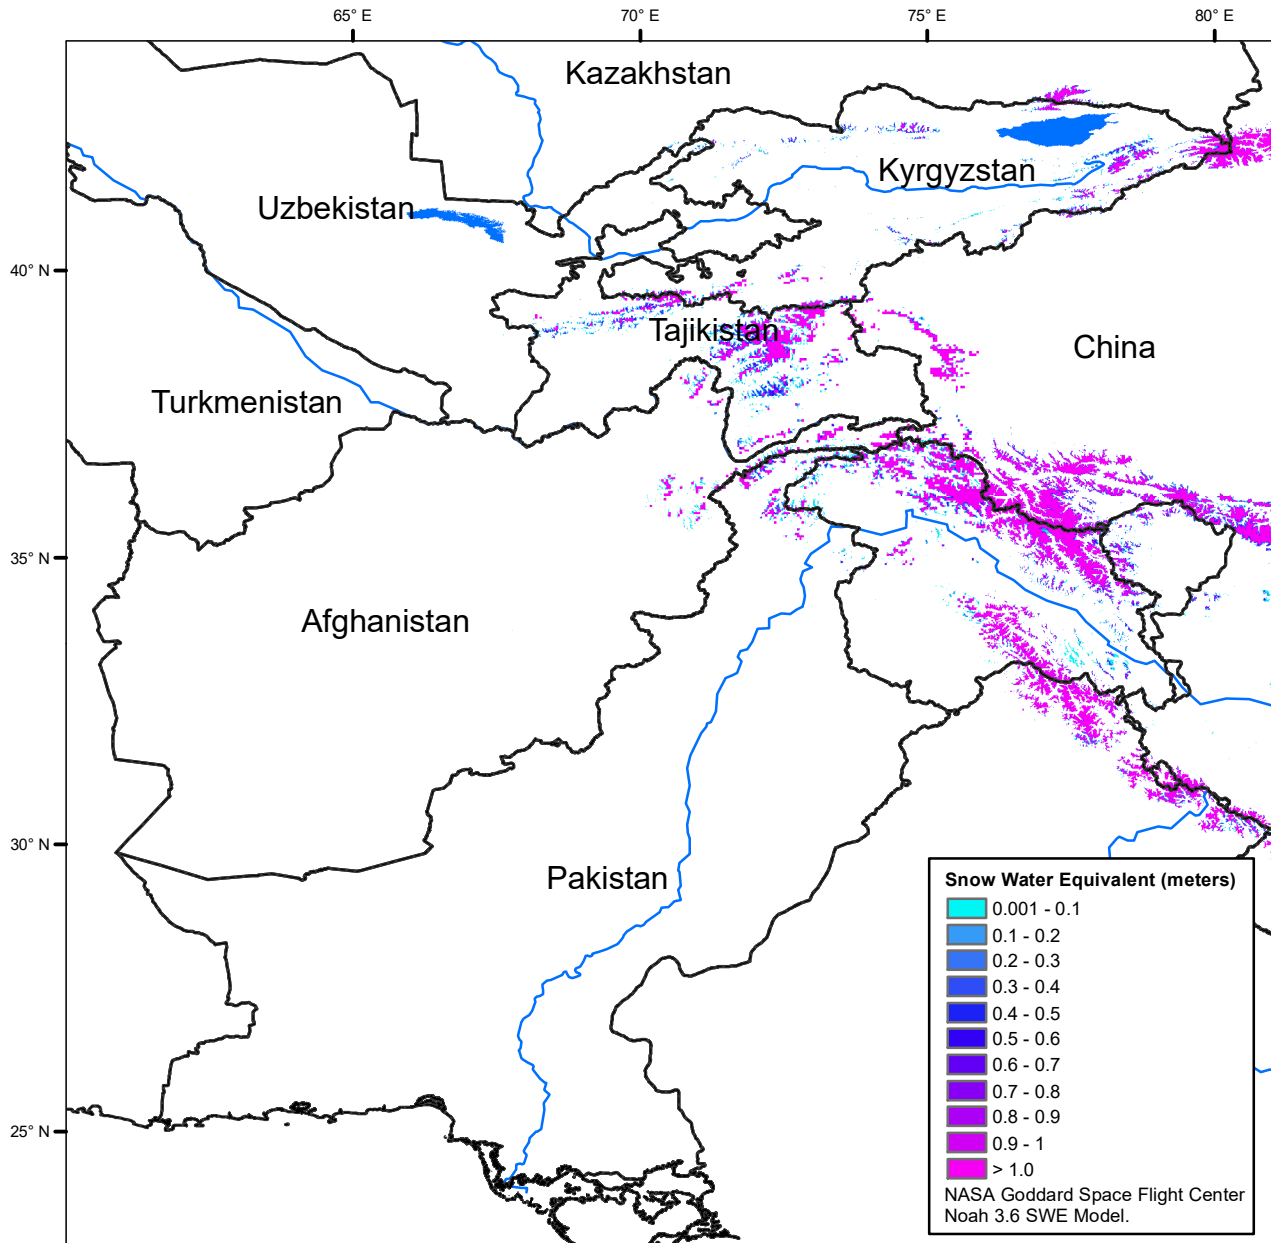 65° E
70° E
75° E
80° E
Kazakhstan
Kyrgyzstan
Uzbekistan
40° N
Tajikistan
China
Turkmenistan
35° N
Afghanistan
30° N
Pakistan
25° N
Snow Water Equivalent (meters)
0.001 - 0.1
0.1 - 0.2
0.2 - 0.3
0.3 - 0.4
0.4 - 0.5
0.5 - 0.6
0.6 - 0.7
0.7 - 0.8
0.8 - 0.9
0.9 - 1
> 1.0
NASA Goddard Space Flight Center
Noah 3.6 SWE Model.